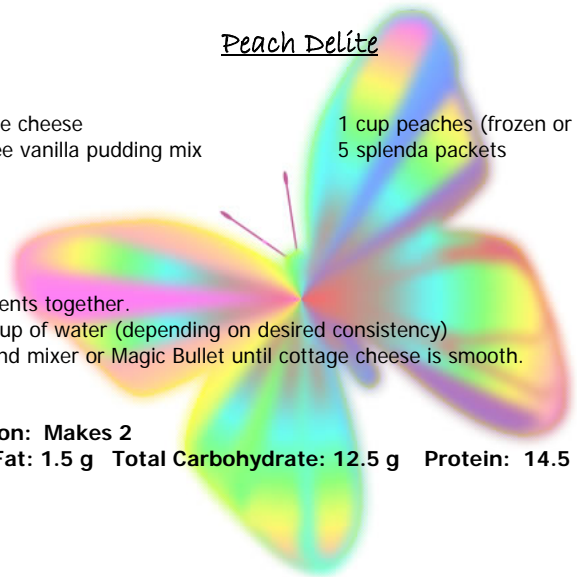 Peach Delite
e cheese 1 cup peaches (frozen or
ee vanilla pudding mix 5 splenda packets
ents together.
up of water (depending on desired consistency)
nd mixer or Magic Bullet until cottage cheese is smooth.
on: Makes 2
Fat: 1.5 g Total Carbohydrate: 12.5 g Protein: 14.5